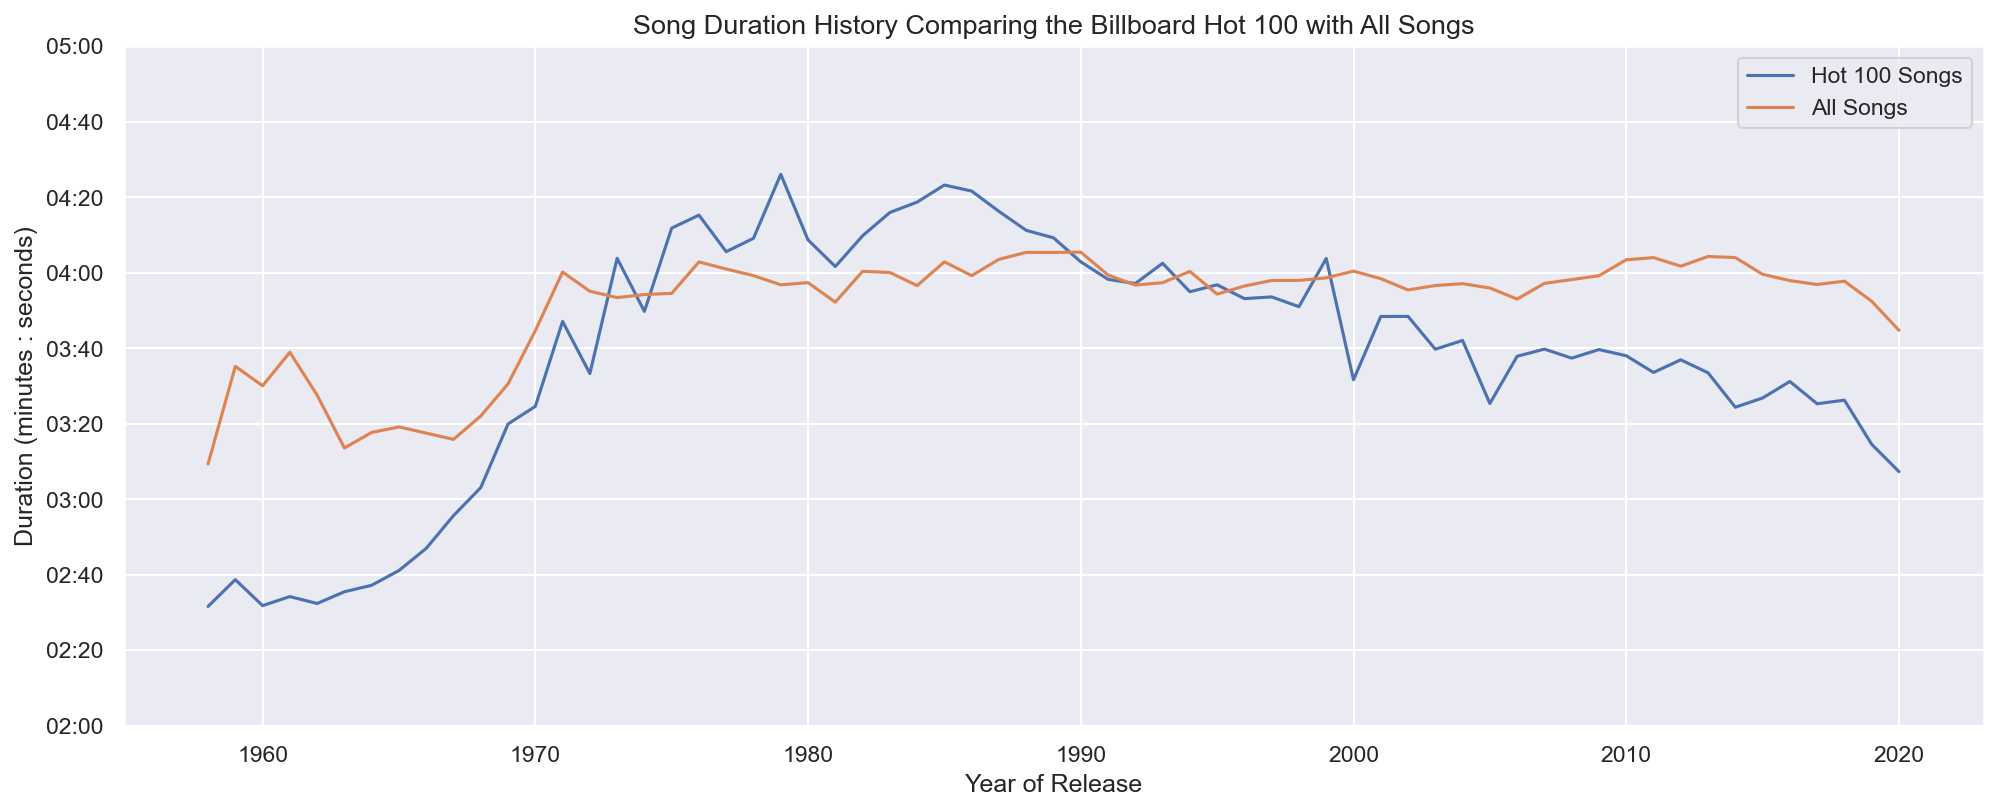 Song Duration History Comparing the Billboard Hot 100 with All Songs
05:00
04:40
04:20
04:00
03:40
03:20
03:00
02:40
02:20
02:00
Duration (minutes : seconds)
Hot 100 Songs
All Songs
1960 1970 1980 1990 2000 2010 2020
Year of Release